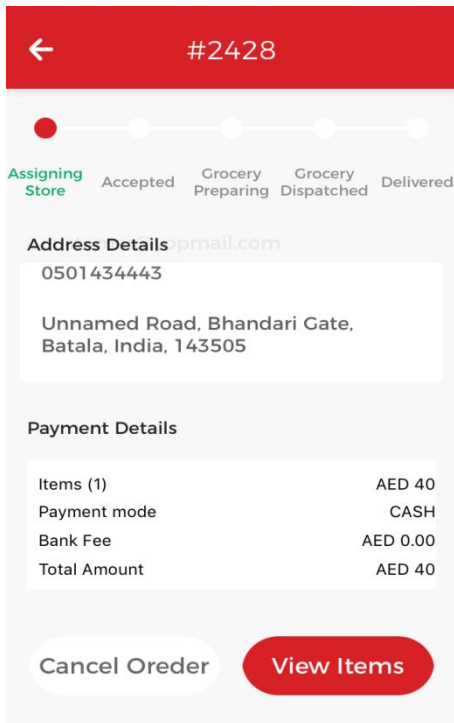 #2428
Assigning
Store
Accepted
Grocery
Preparing
Grocery
Dispatched
Delivered
Address Details
pmail.com
0501434443
Unnamed Road, Bhandari Gate,
Batala, India, 143505
Payment Details
Items (1) AED 40
Payment mode CASH
Bank Fee AED 0.00
Total Amount AED 40
Cancel Oreder View Items